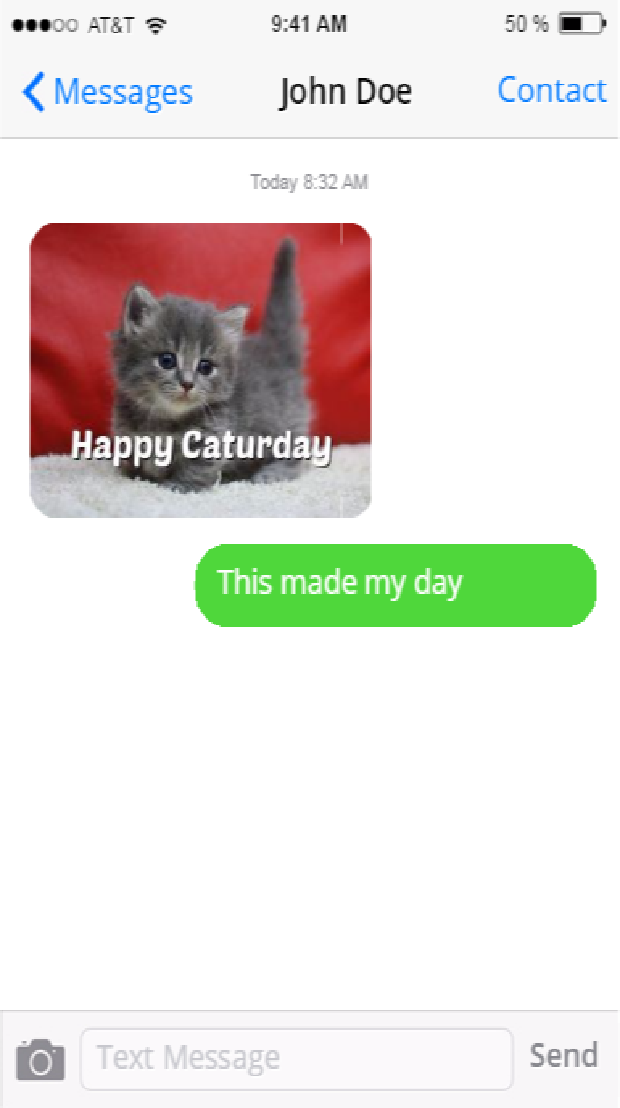 AT&T 9:41 AM 50 %
Messages John Doe Contact
Today 8:32 AM
Happy Caturday
This made my day
Text Message Send